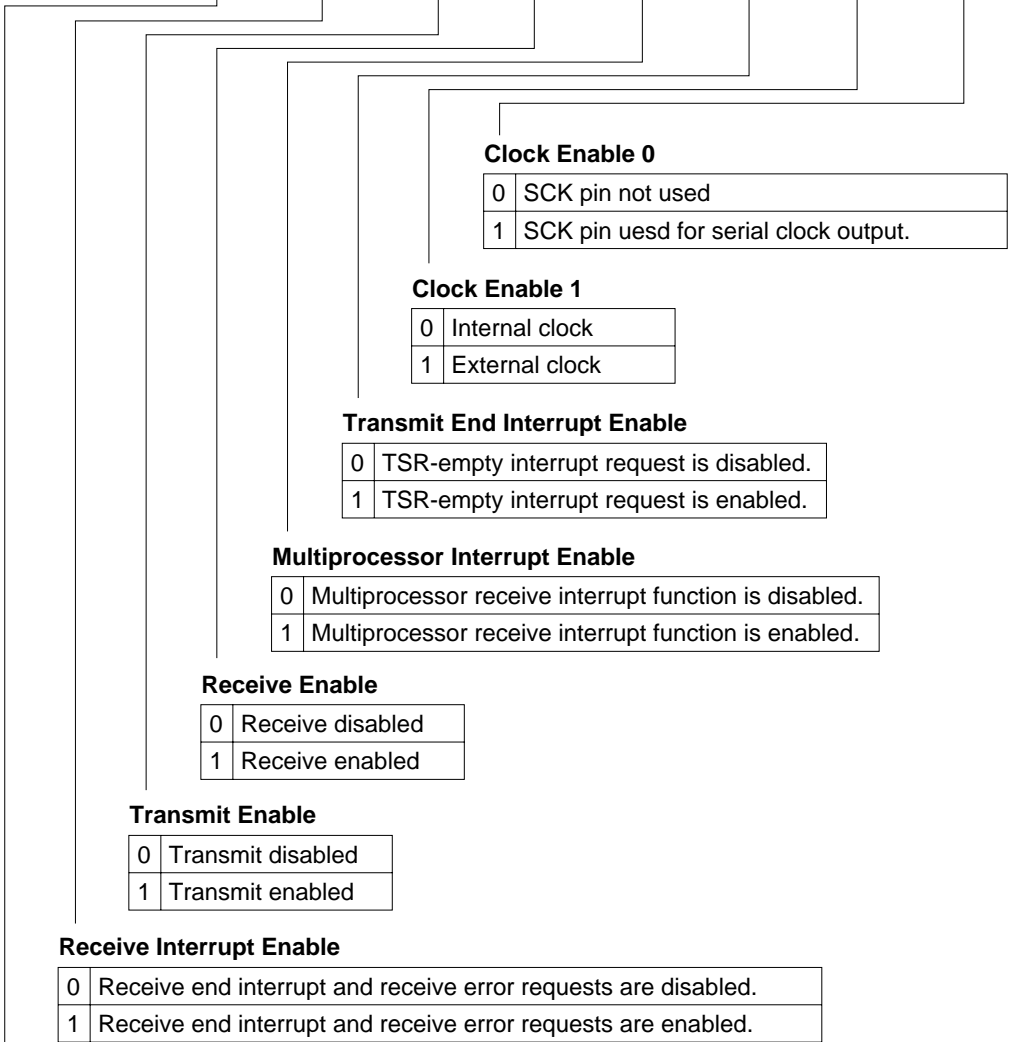 Clock Enable 0
0 SCK pin not used
1 SCK pin uesd for serial clock output.
Clock Enable 1
0 Internal clock
1 External clock
Transmit End Interrupt Enable
0 TSR-empty interrupt request is disabled.
1 TSR-empty interrupt request is enabled.
Multiprocessor Interrupt Enable
0 Multiprocessor receive interrupt function is disabled.
1 Multiprocessor receive interrupt function is enabled.
Receive Enable
0 Receive disabled
1 Receive enabled
Transmit Enable
0 Transmit disabled
1 Transmit enabled
Receive Interrupt Enable
0 Receive end interrupt and receive error requests are disabled.
1 Receive end interrupt and receive error requests are enabled.